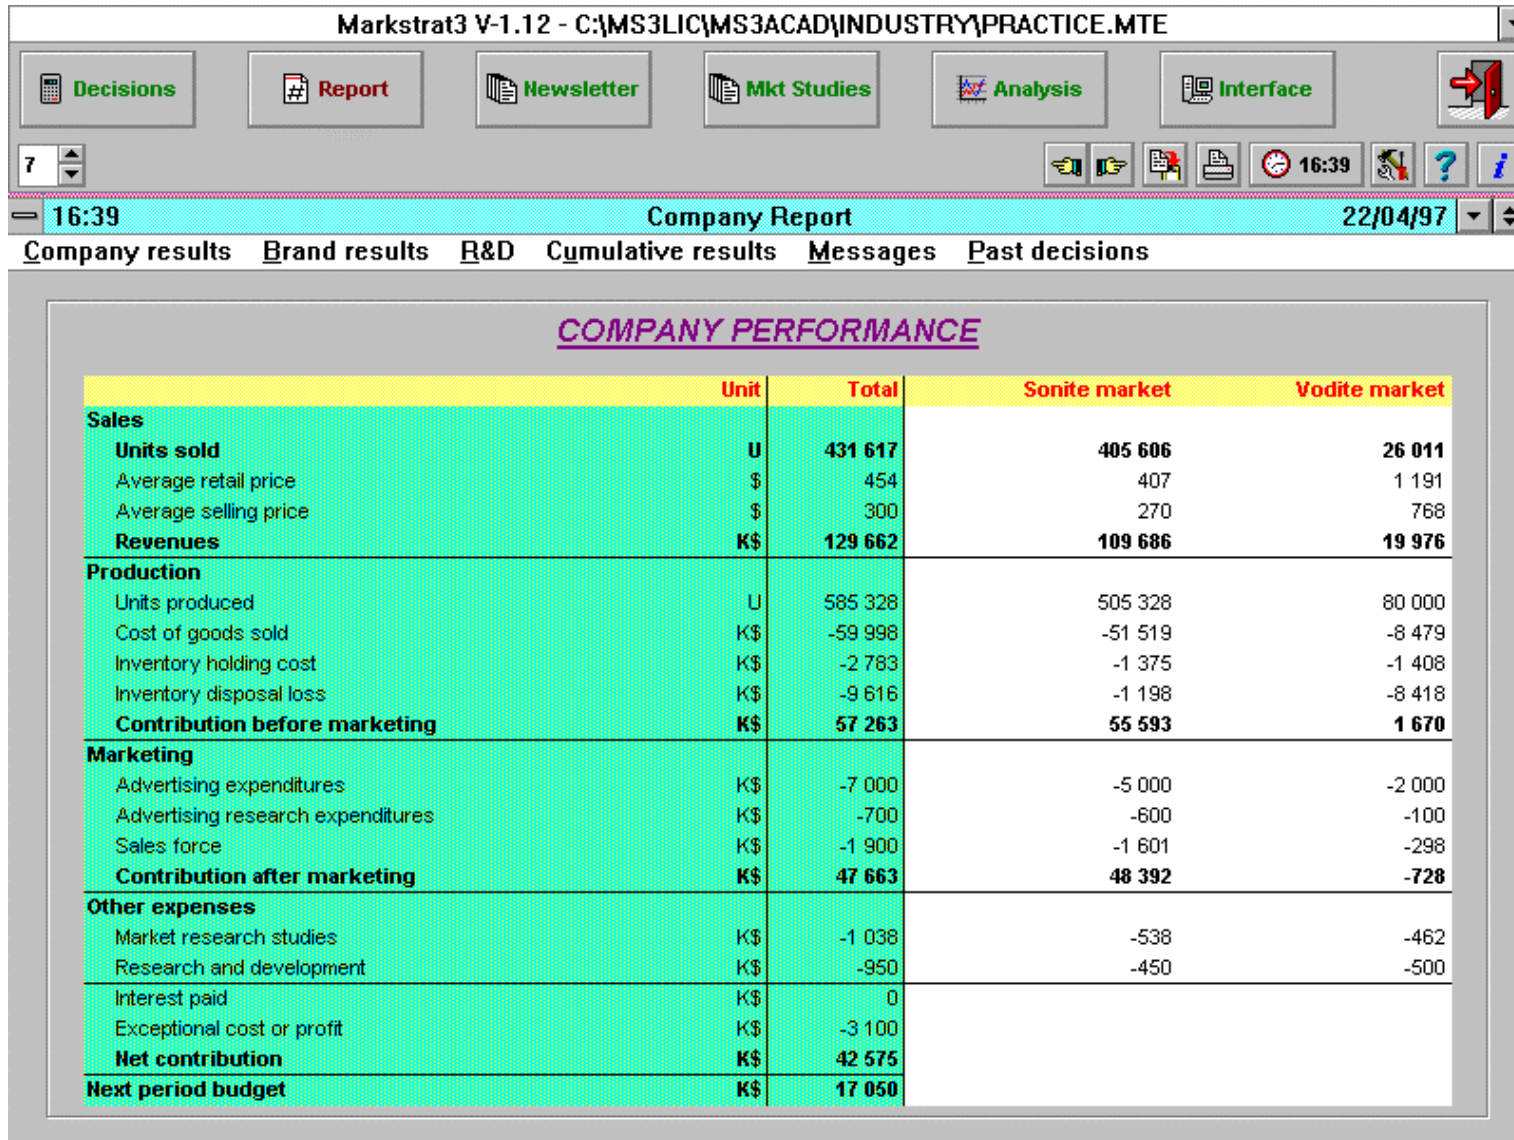 Markstrat3 V-1.12 - C:\MS3LIC\MS3ACAD\INDUSTRY\PRACTICE.MTE
Decisions Report Newsletter Mkt Studies Analysis Interface
7 16:39 ? i
16:39 Company Report 22/04/97
Company results Brand results R&D Cumulative results Messages Past decisions
COMPANY PERFORMANCE
Unit Total Sonite market Vodite market
Sales
Units sold U 431 617 405 606 26 011
Average retail price $ 454 407 1 191
Average selling price $ 300 270 768
Revenues K$ 129 662 109 686 19 976
Production
Units produced U 585 328 505 328 80 000
Cost of goods sold K$ -59 998 -51 519 -8 479
Inventory holding cost K$ -2 783 -1 375 -1 408
Inventory disposal loss K$ -9 616 -1 198 -8 418
Contribution before marketing K$ 57 263 55 593 1 670
Marketing
Advertising expenditures K$ -7 000 -5 000 -2 000
Advertising research expenditures K$ -700 -600 -100
Sales force K$ -1 900 -1 601 -298
Contribution after marketing K$ 47 663 48 392 -728
Other expenses
Market research studies K$ -1 038 -538 -462
Research and development K$ -950 -450 -500
Interest paid K$ 0
Exceptional cost or profit K$ -3 100
Net contribution K$ 42 575
Next period budget K$ 17 050